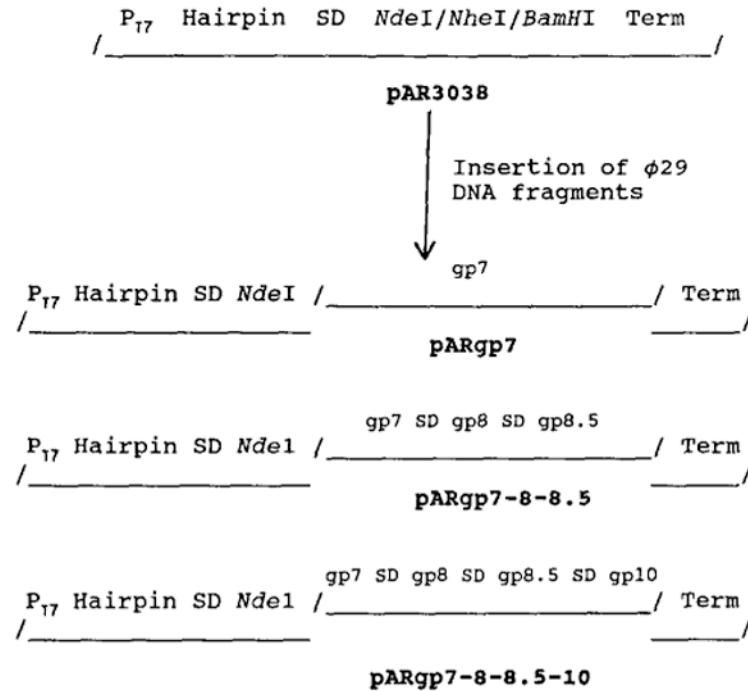 P_T7 Hairpin SD NdeI/NheI/BamHI Term
pAR3038
Insertion of φ29
DNA fragments
gp7
P_T7 Hairpin SD NdeI Term
pARgp7
gp7 SD gp8 SD gp8.5
P_T7 Hairpin SD Nde1 Term
pARgp7-8-8.5
gp7 SD gp8 SD gp8.5 SD gp10
P_T7 Hairpin SD Nde1 Term
pARgp7-8-8.5-10